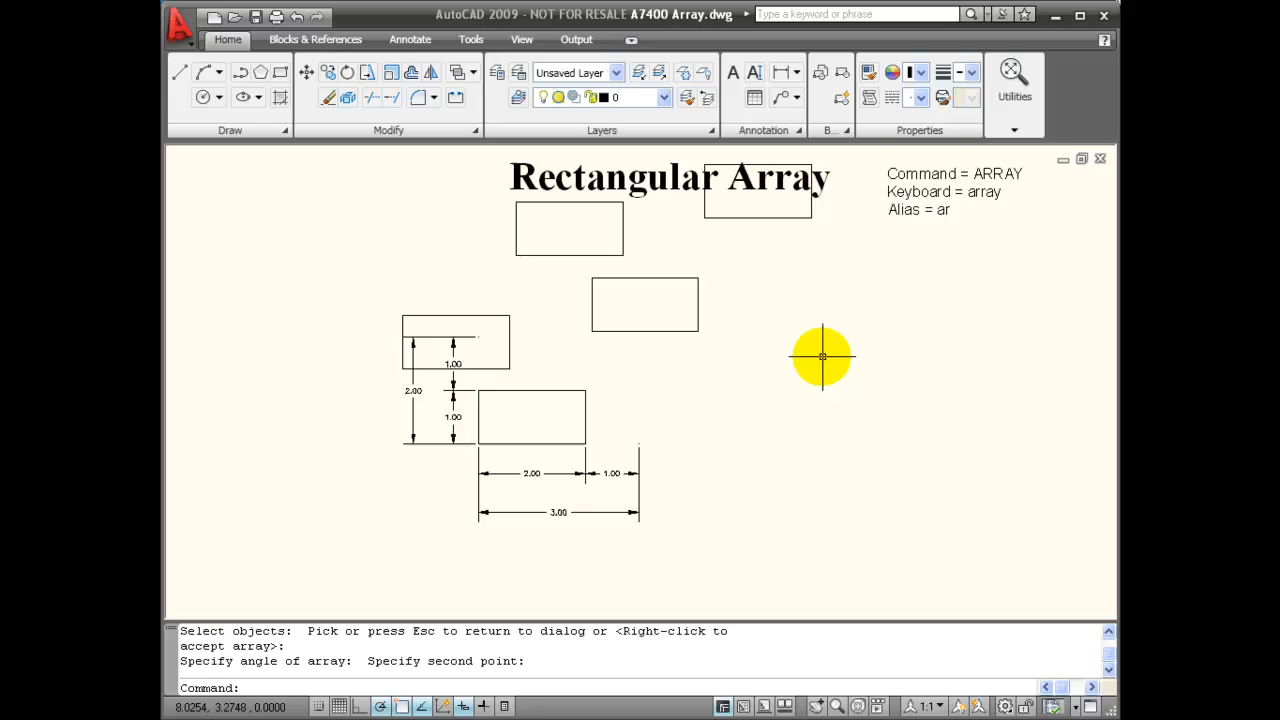 AutoCAD 2009 - NOT FOR RESALE A7400 Array.dwg
Type a keyword or phrase
Home Blocks & References Annotate Tools View Output
Unsaved Layer
0
Utilities
Draw Modify Layers Annotation B... Properties
Rectangular Array
Command = ARRAY
Keyboard = array
Alias = ar
1.00
2.00
1.00
2.00 1.00
3.00
Select objects: Pick or press Esc to return to dialog or <Right-click to
accept array>:
Specify angle of array: Specify second point:
Command:
8.0254, 3.2748 , 0.0000 1:1